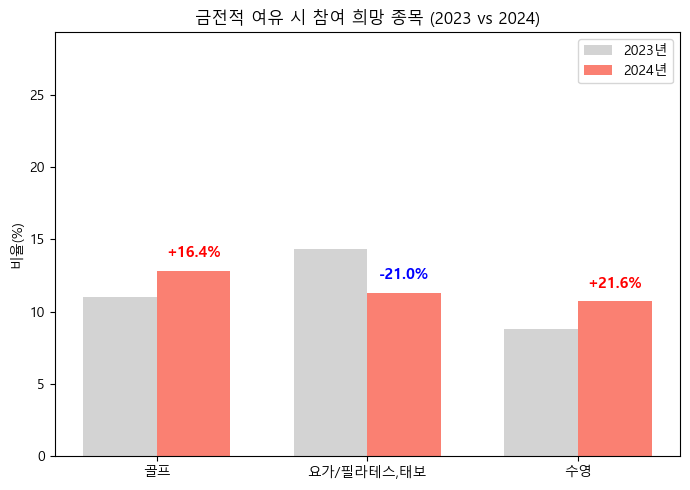 금전적 여유 시 참여 희망 종목 (2023 vs 2024)
2023년
2024년
비율(%)
25
20
15
10
5
0
+16.4%
-21.0%
+21.6%
골프
요가/필라테스,태보
수영